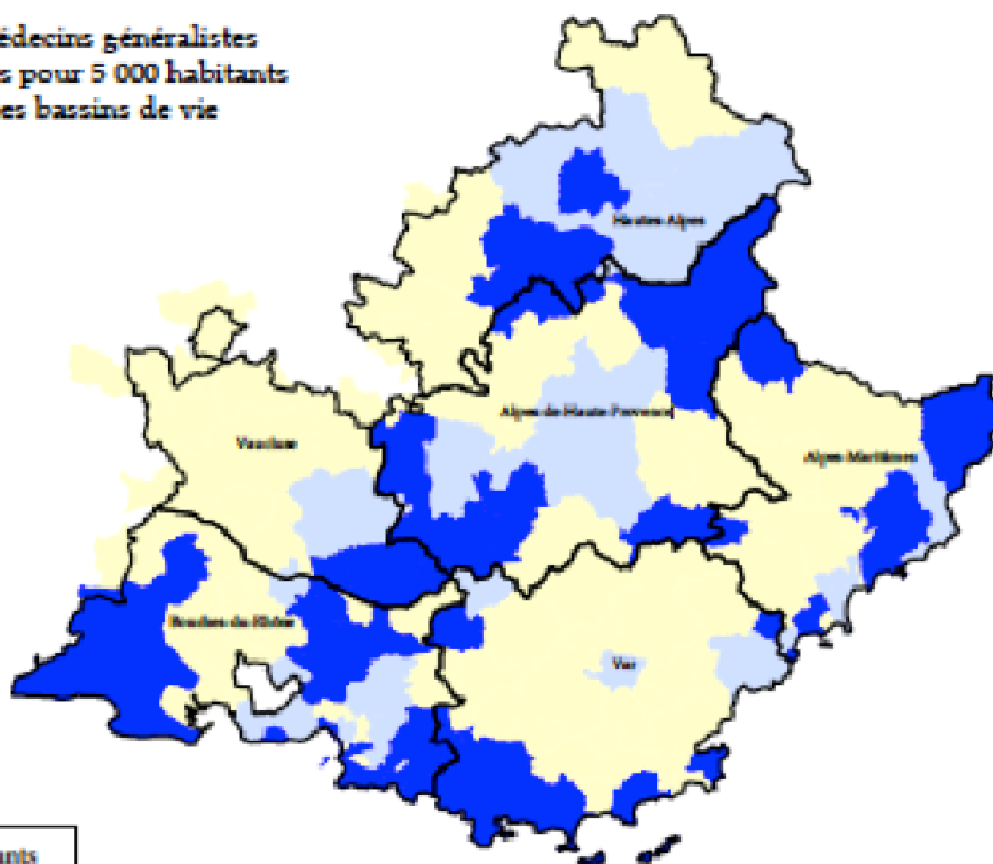 édecins généralistes
s pour 5 000 habitants
es bassins de vie
Hautes-Alpes
Alpes-de-Haute-Provence
Vaucluse
Alpes-Maritimes
Bouches-du-Rhône
Var
ants